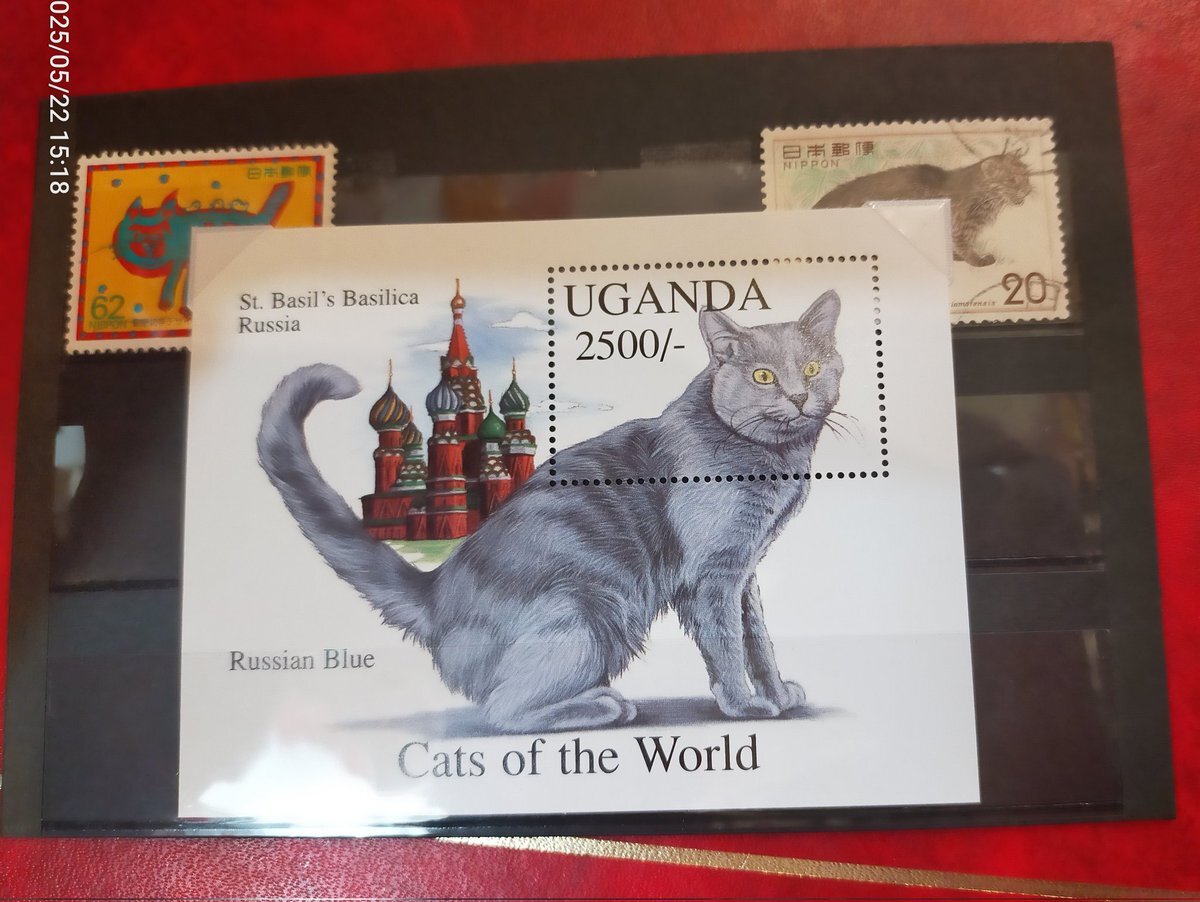 025/05/22 15:18
日本郵便
62
NIPPON
日本郵便
NIPPON
20
St. Basil's Basilica
Russia
UGANDA
2500/-
Russian Blue
Cats of the World